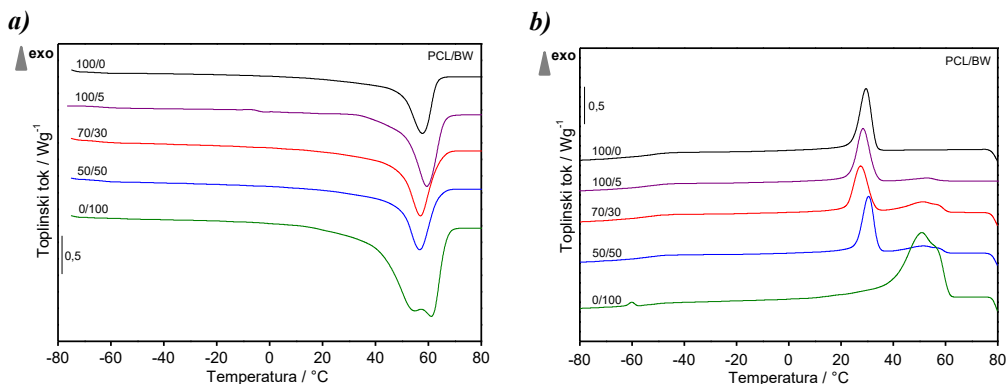 a)
exo
PCL/BW
100/0
100/5
70/30
50/50
0/100
0,5
Toplinski tok / Wg⁻¹
-80 -60 -40 -20 0 20 40 60 80
Temperatura / °C
b)
exo
PCL/BW
0,5
100/0
100/5
70/30
50/50
0/100
Toplinski tok / Wg⁻¹
-80 -60 -40 -20 0 20 40 60 80
Temperatura / °C